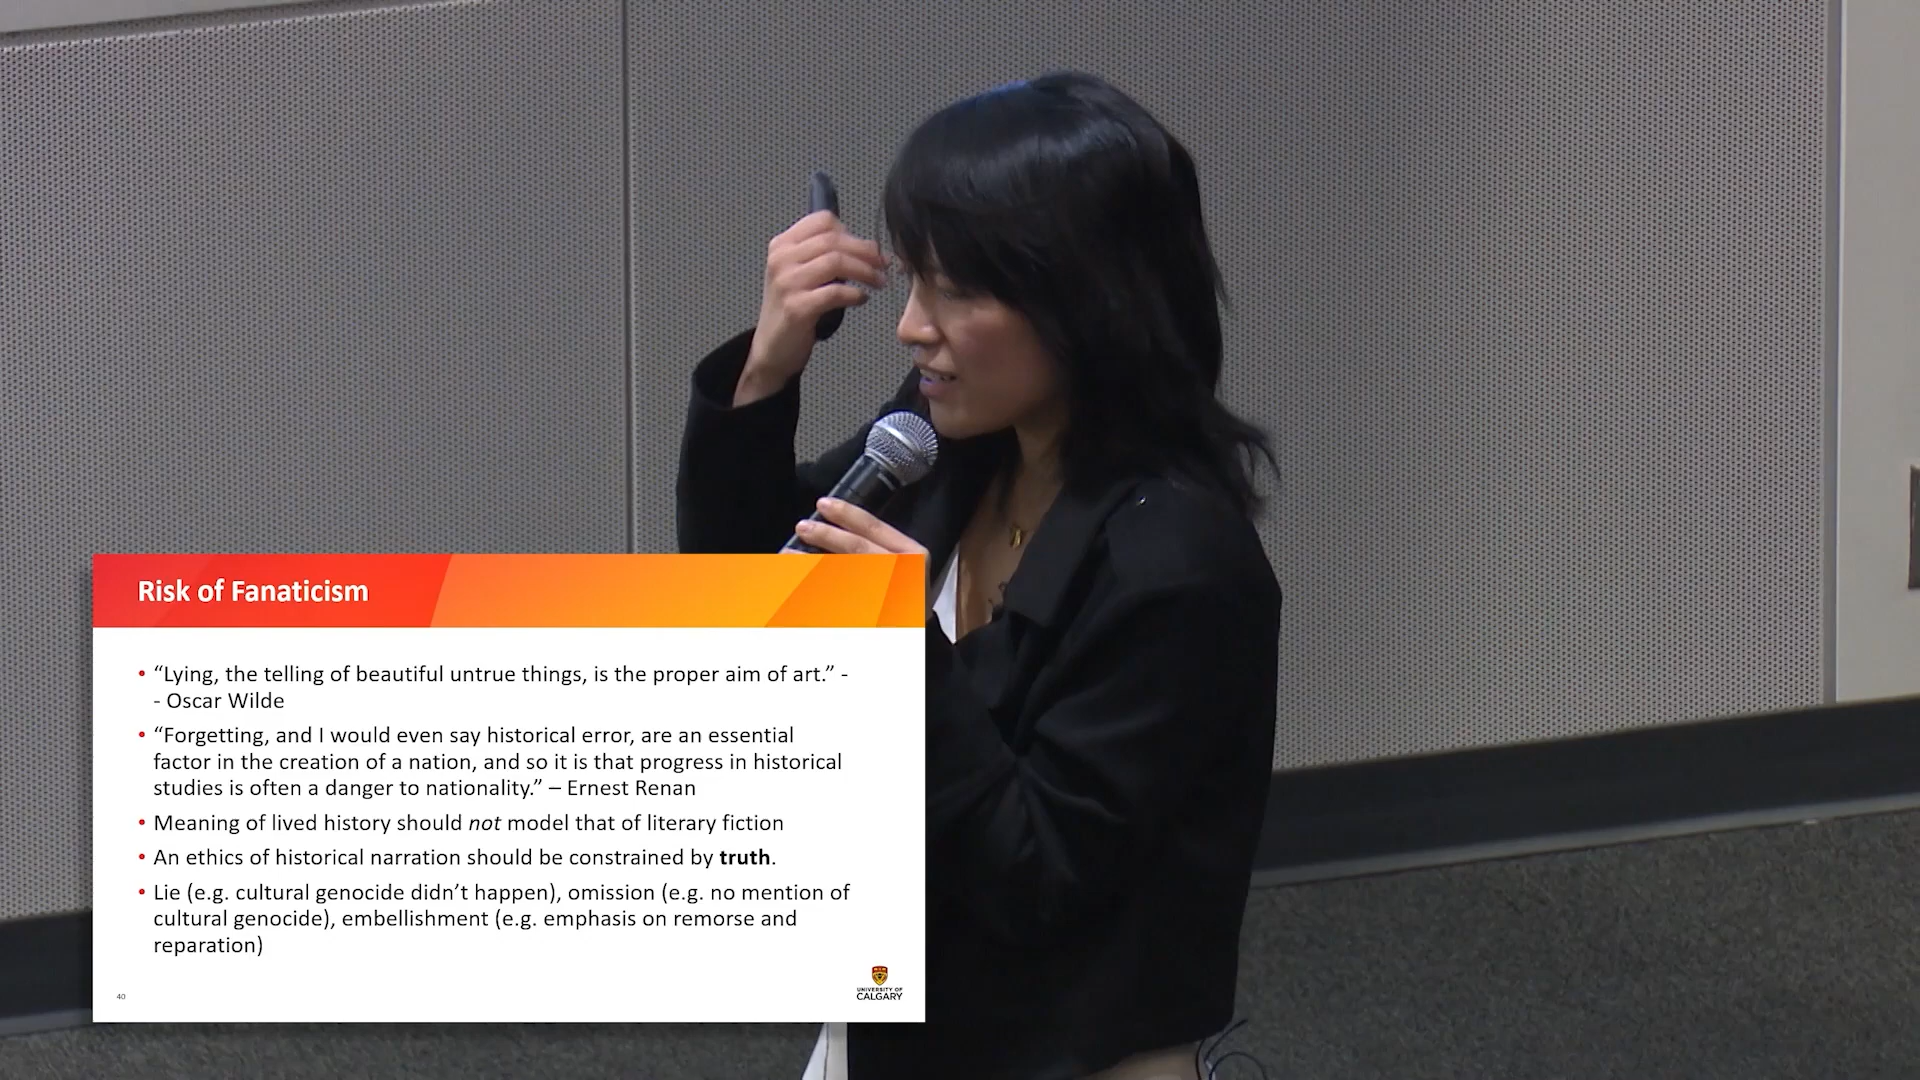 Risk of Fanaticism
• “Lying, the telling of beautiful untrue things, is the proper aim of art.” -
- Oscar Wilde
• “Forgetting, and I would even say historical error, are an essential
factor in the creation of a nation, and so it is that progress in historical
studies is often a danger to nationality.” – Ernest Renan
• Meaning of lived history should not model that of literary fiction
• An ethics of historical narration should be constrained by truth.
• Lie (e.g. cultural genocide didn’t happen), omission (e.g. no mention of
cultural genocide), embellishment (e.g. emphasis on remorse and
reparation)
40
UNIVERSITY OF
CALGARY